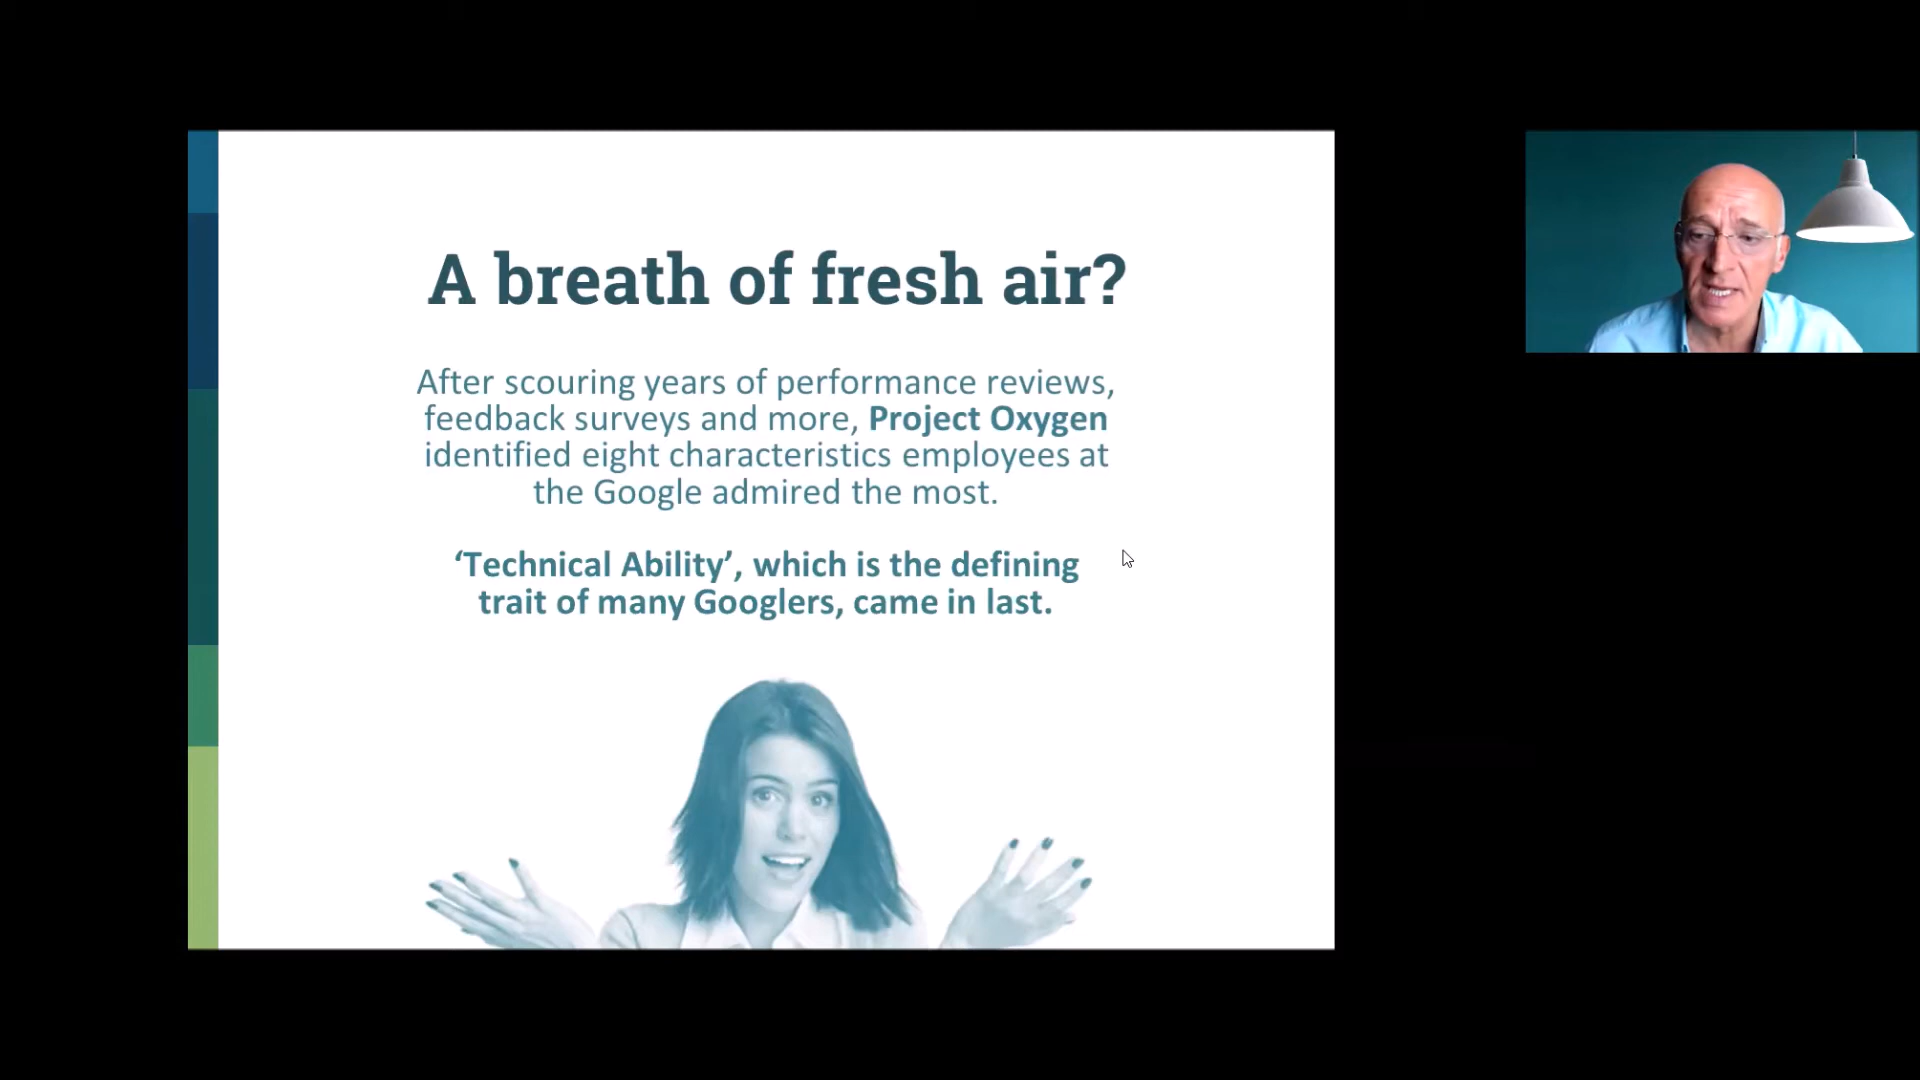 A breath of fresh air?
After scouring years of performance reviews,
feedback surveys and more, Project Oxygen
identified eight characteristics employees at
the Google admired the most.
‘Technical Ability’, which is the defining
trait of many Googlers, came in last.